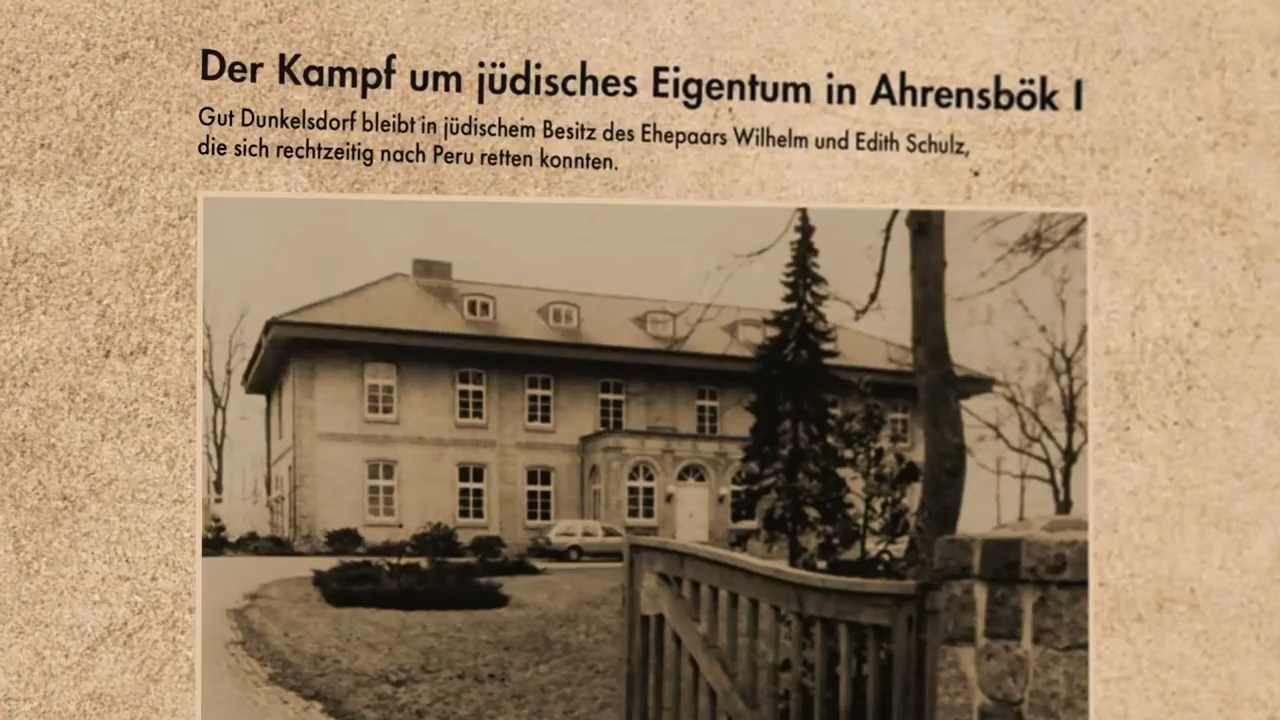 Der Kampf um jüdisches Eigentum in Ahrensbök I
Gut Dunkelsdorf bleibt in jüdischem Besitz des Ehepaars Wilhelm und Edith Schulz,
die sich rechtzeitig nach Peru retten konnten.